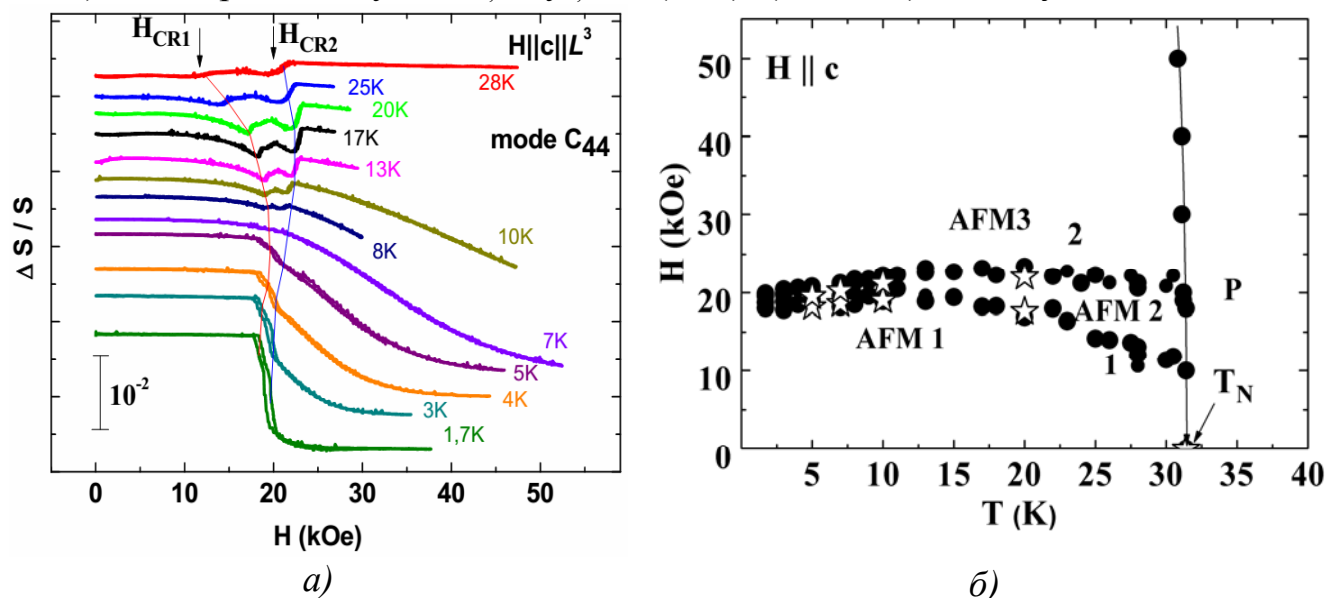 H_CR1
H_CR2
H||c||L³
28K
25K
20K
17K
mode C₄₄
13K
10K
8K
7K
5K
4K
3K
1,7K
10⁻²
Δ S / S
0 10 20 30 40 50
H (kOe)
а)
H || c
AFM3
2
P
AFM 2
AFM 1
1
T_N
H (kOe)
50
40
30
20
10
0
5 10 15 20 25 30 35 40
T (K)
б)